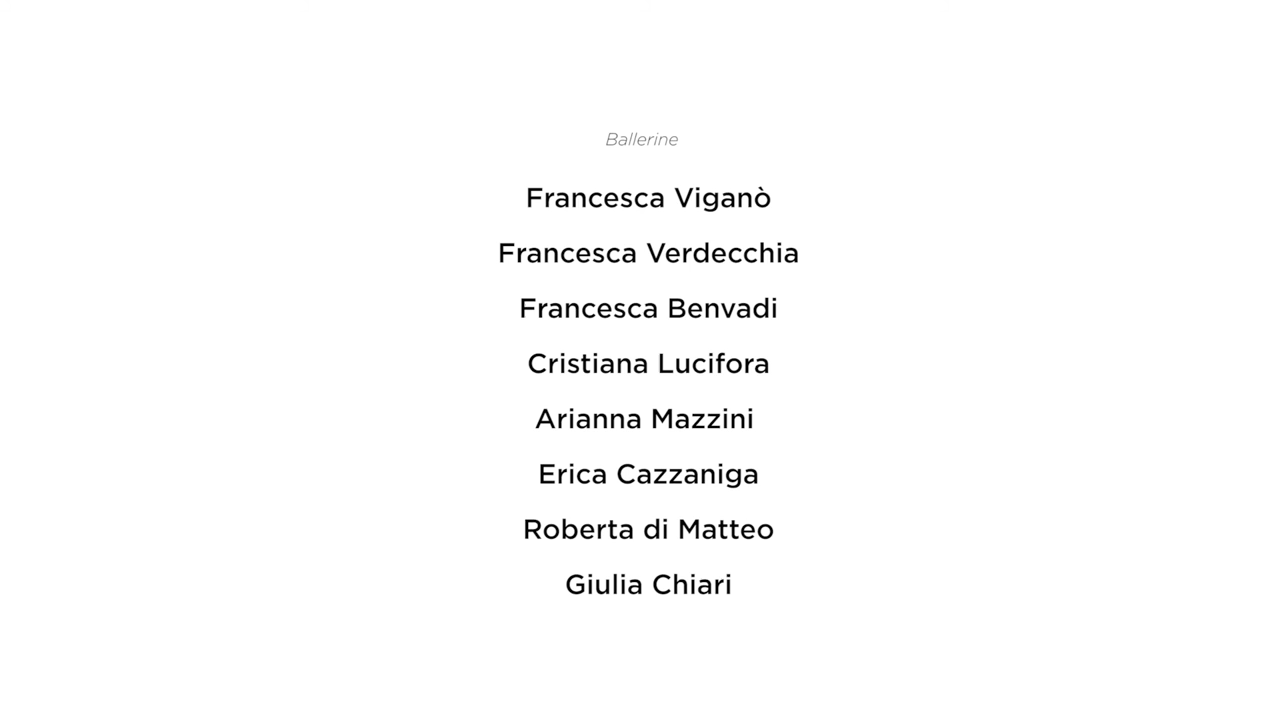 Ballerine
Francesca Viganò
Francesca Verdecchia
Francesca Benvadi
Cristiana Lucifora
Arianna Mazzini
Erica Cazzaniga
Roberta di Matteo
Giulia Chiari